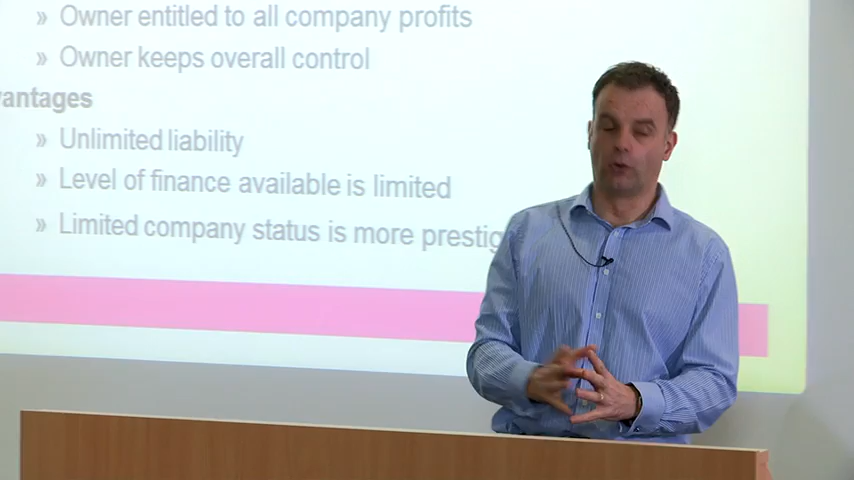 » Owner entitled to all company profits
» Owner keeps overall control
vantages
» Unlimited liability
» Level of finance available is limited
» Limited company status is more prestig